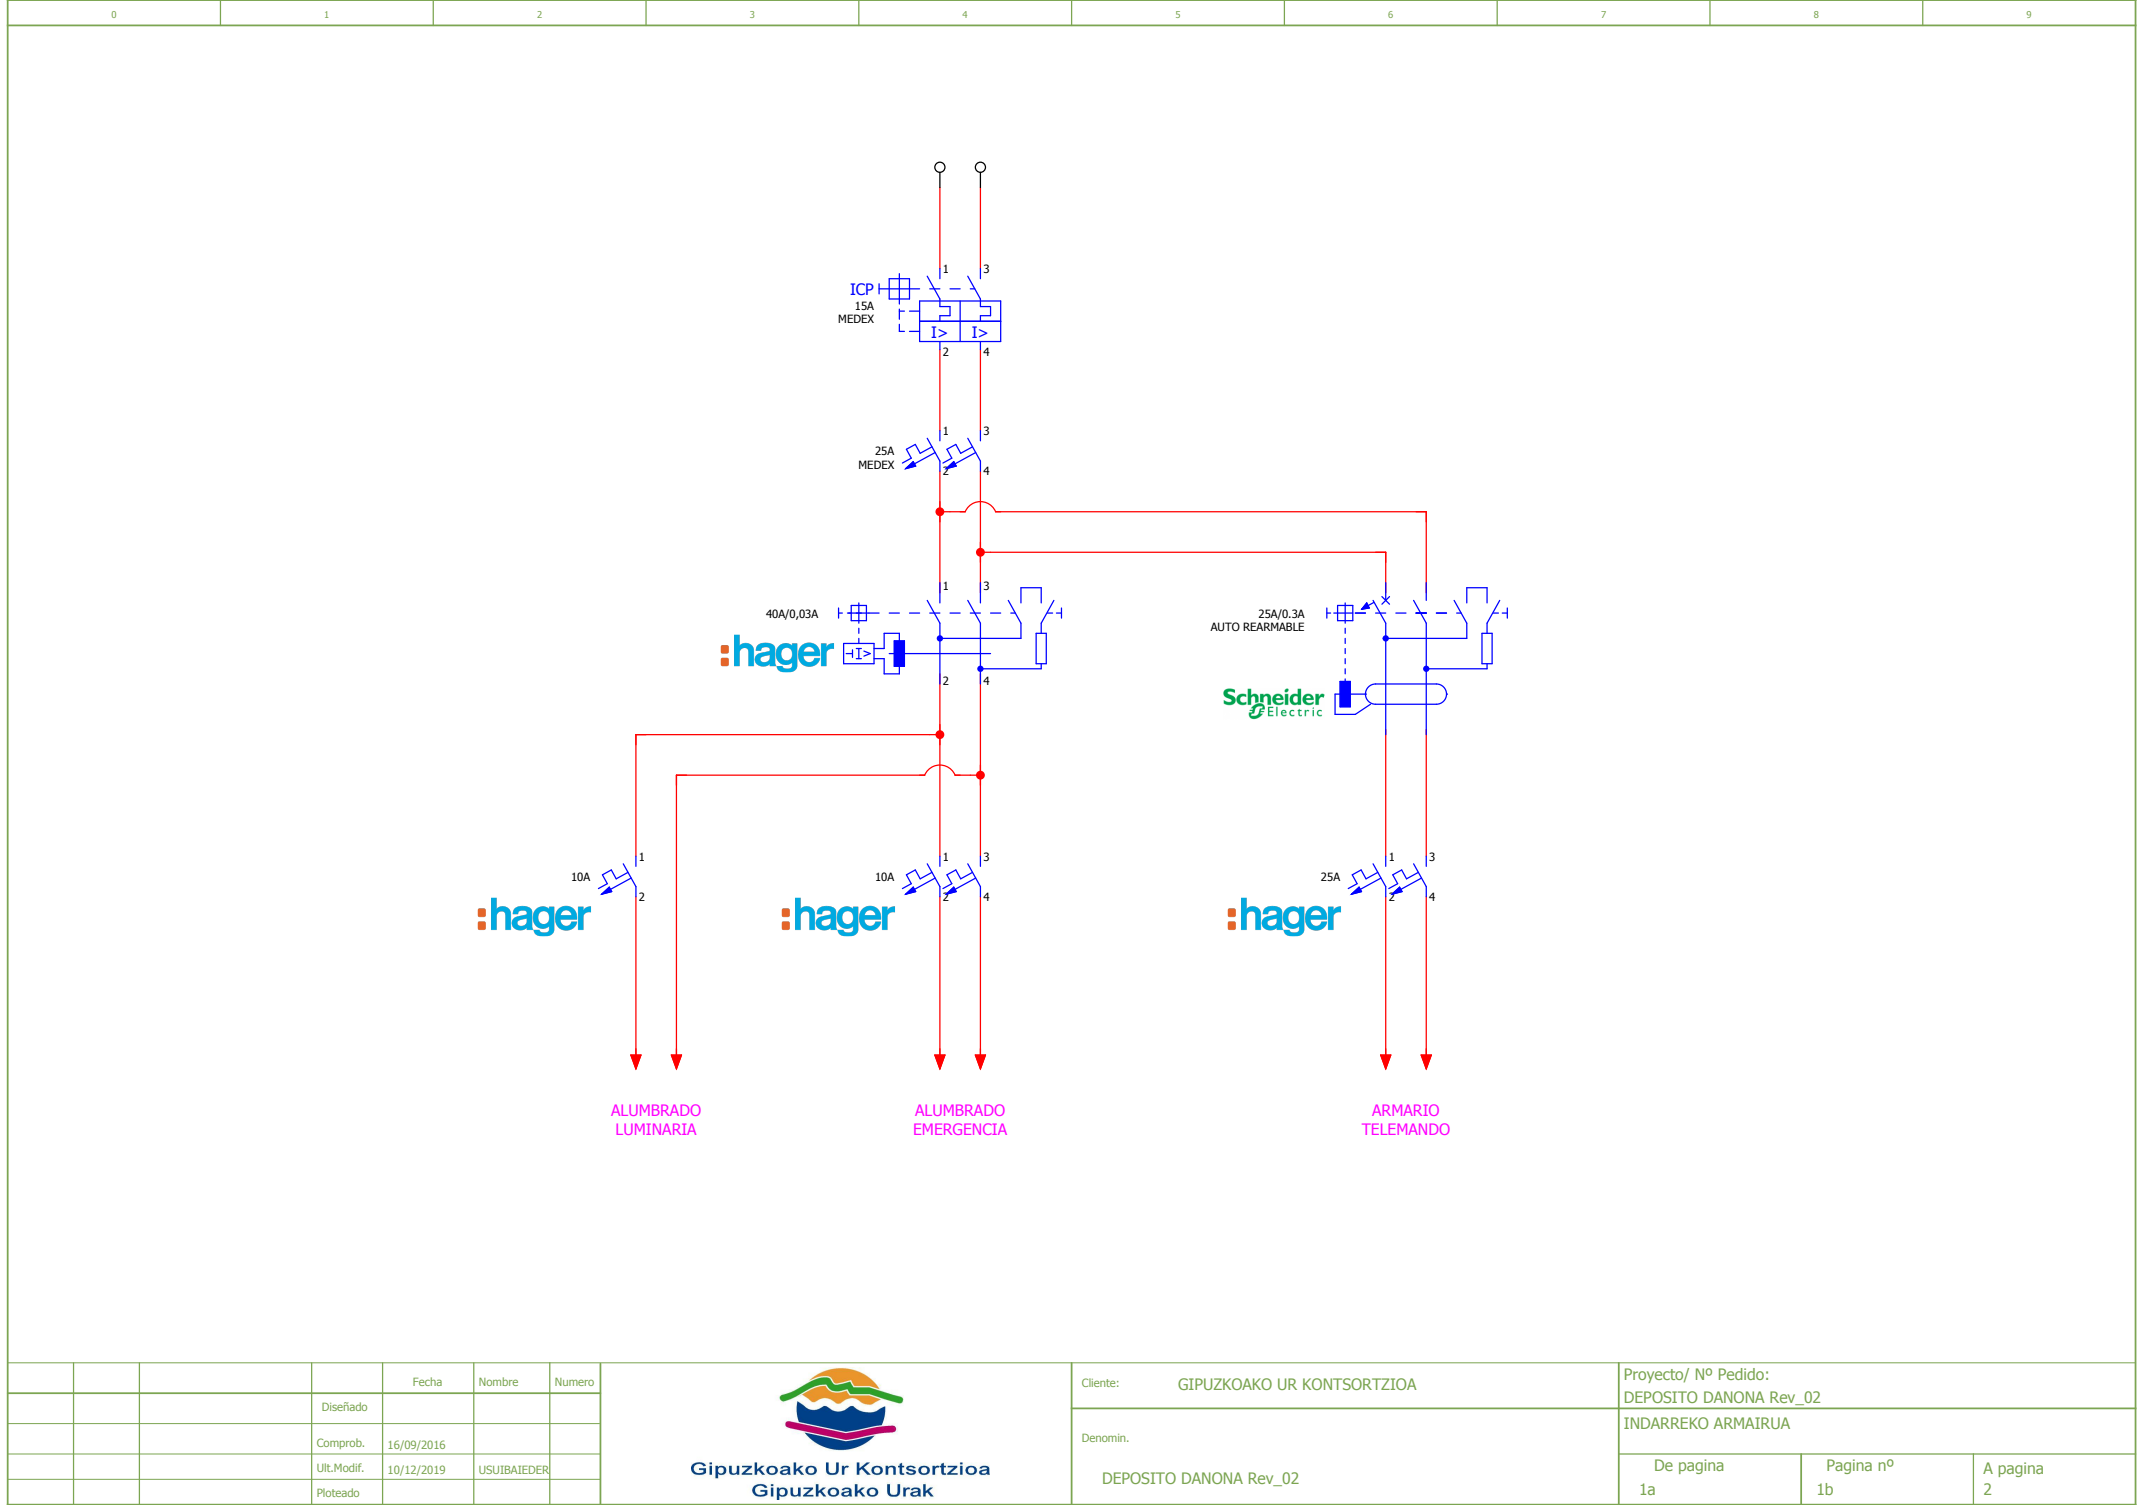 0 1 2 3 4 5 6 7 8 9
1 3
ICP
15A
MEDEX
I> I>
2 4
1 3
25A
MEDEX
2 4
1 3
40A/0,03A
:hager
I>
2 4
25A/0.3A
AUTO REARMABLE
Schneider
Electric
1
10A
2
:hager
1 3
10A
2 4
:hager
1 3
25A
2 4
:hager
ALUMBRADO
LUMINARIA
ALUMBRADO
EMERGENCIA
ARMARIO
TELEMANDO
Fecha Nombre Numero
Diseñado
Comprob. 16/09/2016
Ult.Modif. 10/12/2019 USUIBAIEDER
Ploteado
Gipuzkoako Ur Kontsortzioa
Gipuzkoako Urak
Cliente: GIPUZKOAKO UR KONTSORTZIOA
Denomin.
DEPOSITO DANONA Rev_02
Proyecto/ Nº Pedido:
DEPOSITO DANONA Rev_02
INDARREKO ARMAIRUA
De pagina Pagina nº A pagina
1a 1b 2